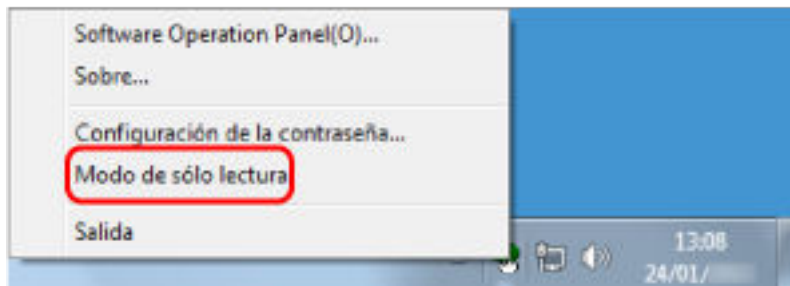 Software Operation Panel(O)...
Sobre...
Configuración de la contraseña...
Modo de sólo lectura
Salida
13:08
24/01/